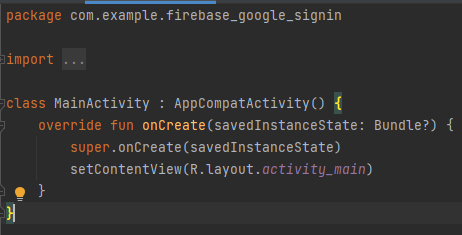 package com.example.firebase_google_signin
import ...
class MainActivity : AppCompatActivity() {
override fun onCreate(savedInstanceState: Bundle?) {
super.onCreate(savedInstanceState)
setContentView(R.layout.activity_main)
}
}